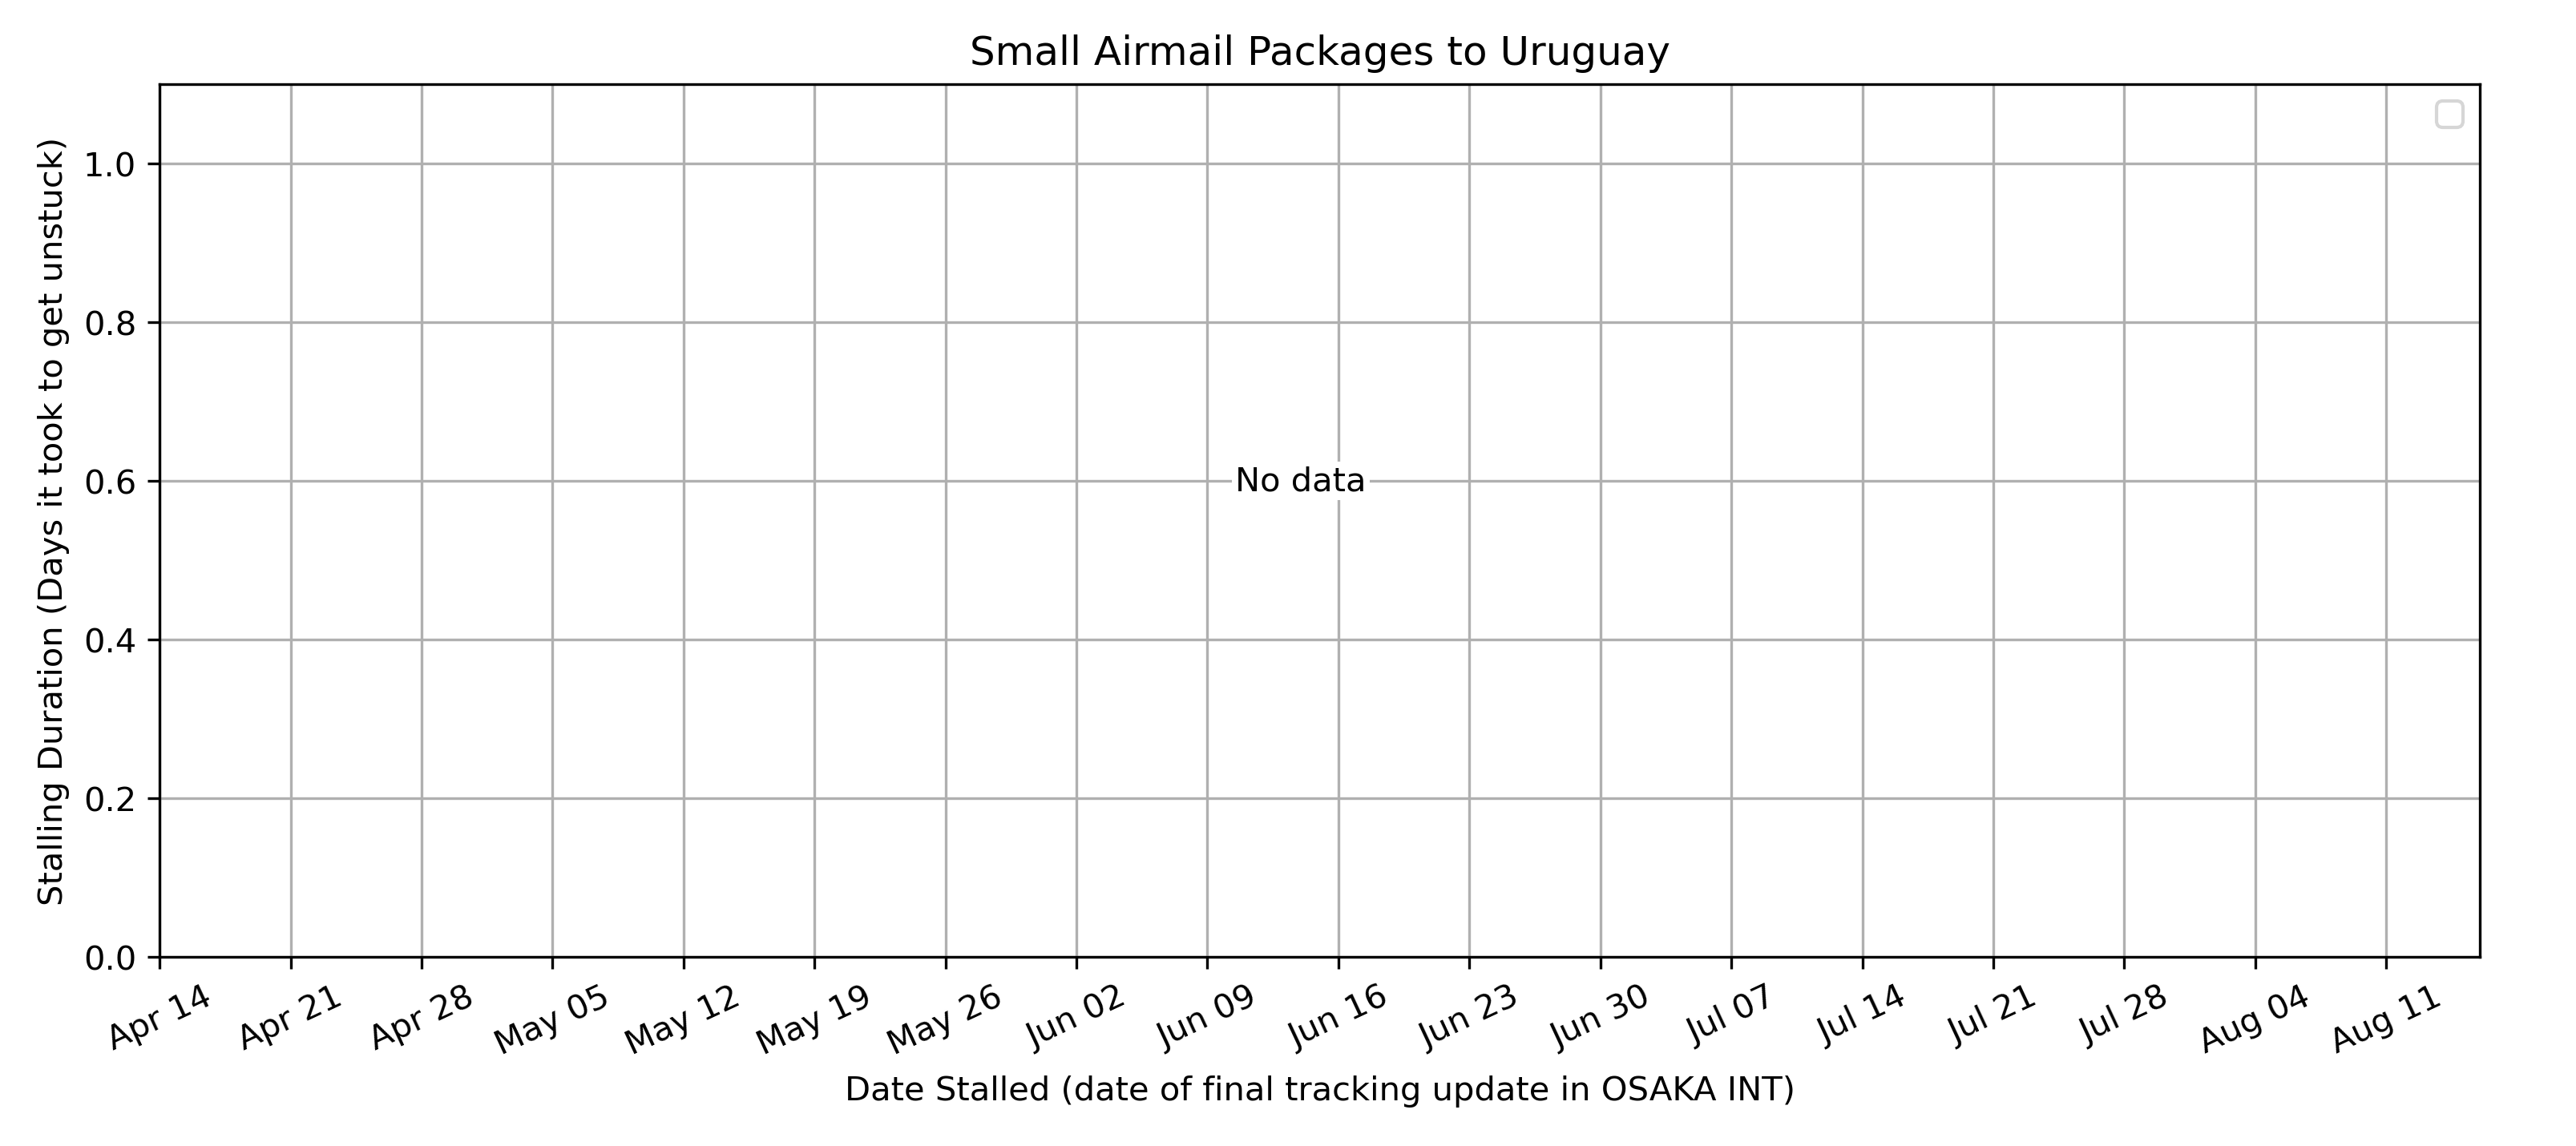 Small Airmail Packages to Uruguay
Stalling Duration (Days it took to get unstuck)
1.0
0.8
0.6
0.4
0.2
0.0
No data
Apr 14
Apr 21
Apr 28
May 05
May 12
May 19
May 26
Jun 02
Jun 09
Jun 16
Jun 23
Jun 30
Jul 07
Jul 14
Jul 21
Jul 28
Aug 04
Aug 11
Date Stalled (date of final tracking update in OSAKA INT)